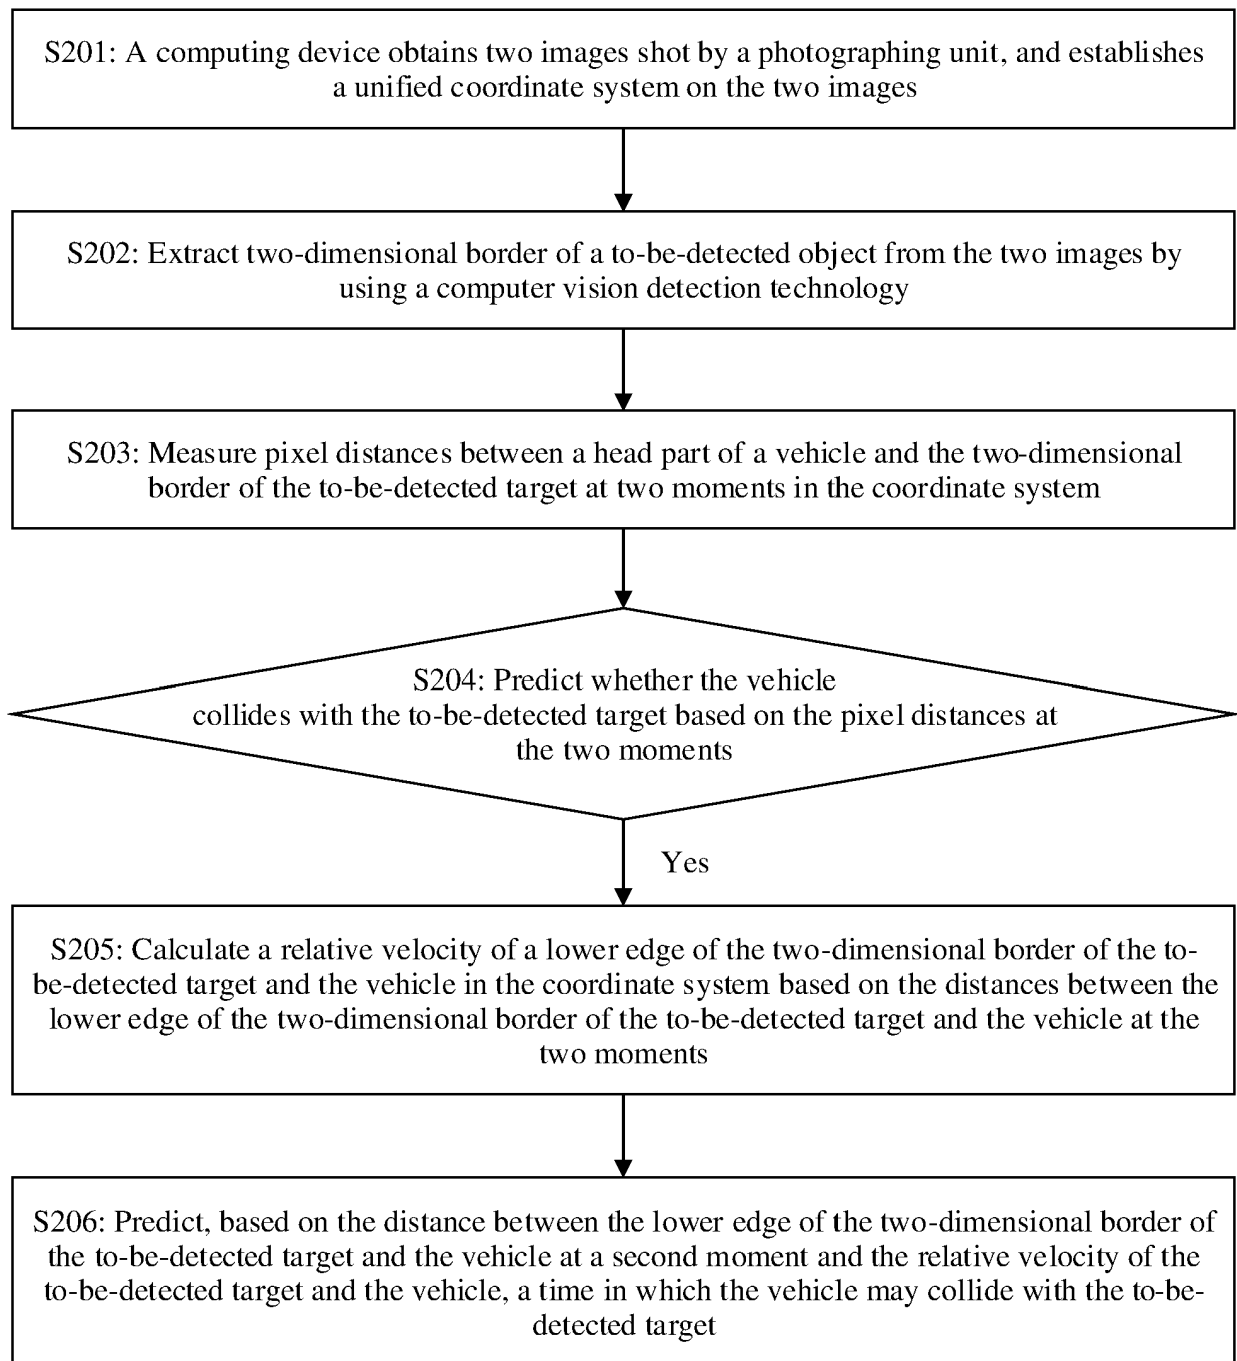 S201: A computing device obtains two images shot by a photographing unit, and establishes
a unified coordinate system on the two images
S202: Extract two-dimensional border of a to-be-detected object from the two images by
using a computer vision detection technology
S203: Measure pixel distances between a head part of a vehicle and the two-dimensional
border of the to-be-detected target at two moments in the coordinate system
S204: Predict whether the vehicle
collides with the to-be-detected target based on the pixel distances at
the two moments
Yes
S205: Calculate a relative velocity of a lower edge of the two-dimensional border of the to-
be-detected target and the vehicle in the coordinate system based on the distances between the
lower edge of the two-dimensional border of the to-be-detected target and the vehicle at the
two moments
S206: Predict, based on the distance between the lower edge of the two-dimensional border of
the to-be-detected target and the vehicle at a second moment and the relative velocity of the
to-be-detected target and the vehicle, a time in which the vehicle may collide with the to-be-
detected target